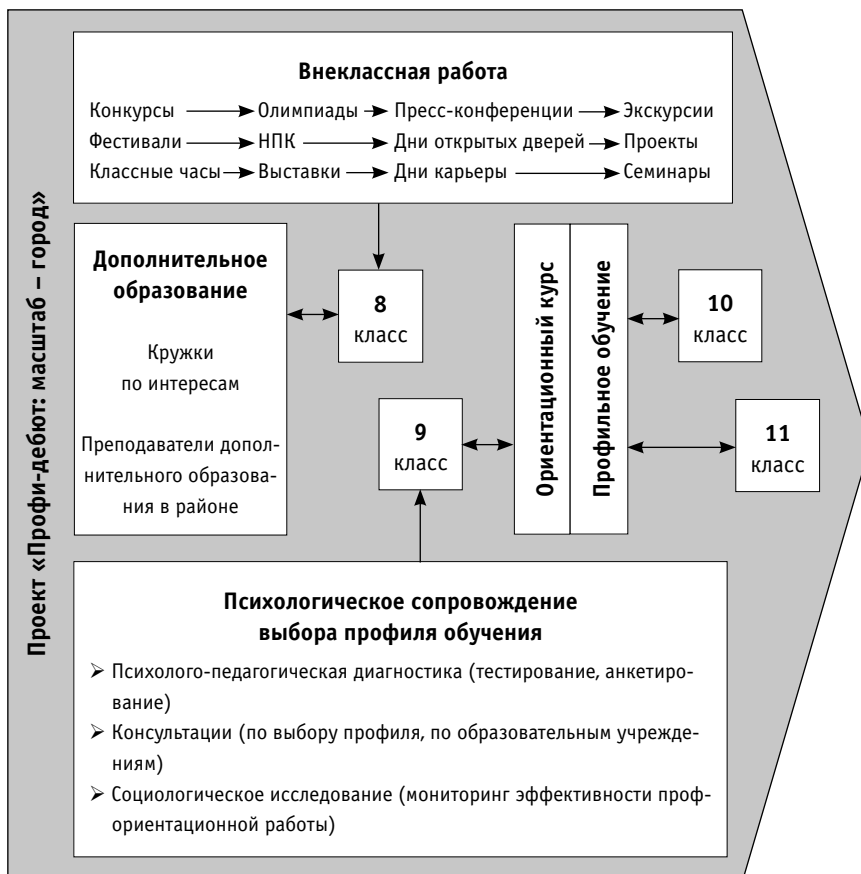 Проект «Профи-дебют: масштаб – город»
Внеклассная работа
Конкурсы Олимпиады Пресс-конференции Экскурсии
Фестивали НПК Дни открытых дверей Проекты
Классные часы Выставки Дни карьеры Семинары
Дополнительное
образование
Кружки
по интересам
Преподаватели допол-
нительного образова-
ния в районе
8
класс
9
класс
Ориентационный курс
Профильное обучение
10
класс
11
класс
Психологическое сопровождение
выбора профиля обучения
➢ Психолого-педагогическая диагностика (тестирование, анкетиро-
вание)
➢ Консультации (по выбору профиля, по образовательным учрежде-
ниям)
➢ Социологическое исследование (мониторинг эффективности проф-
ориентационной работы)